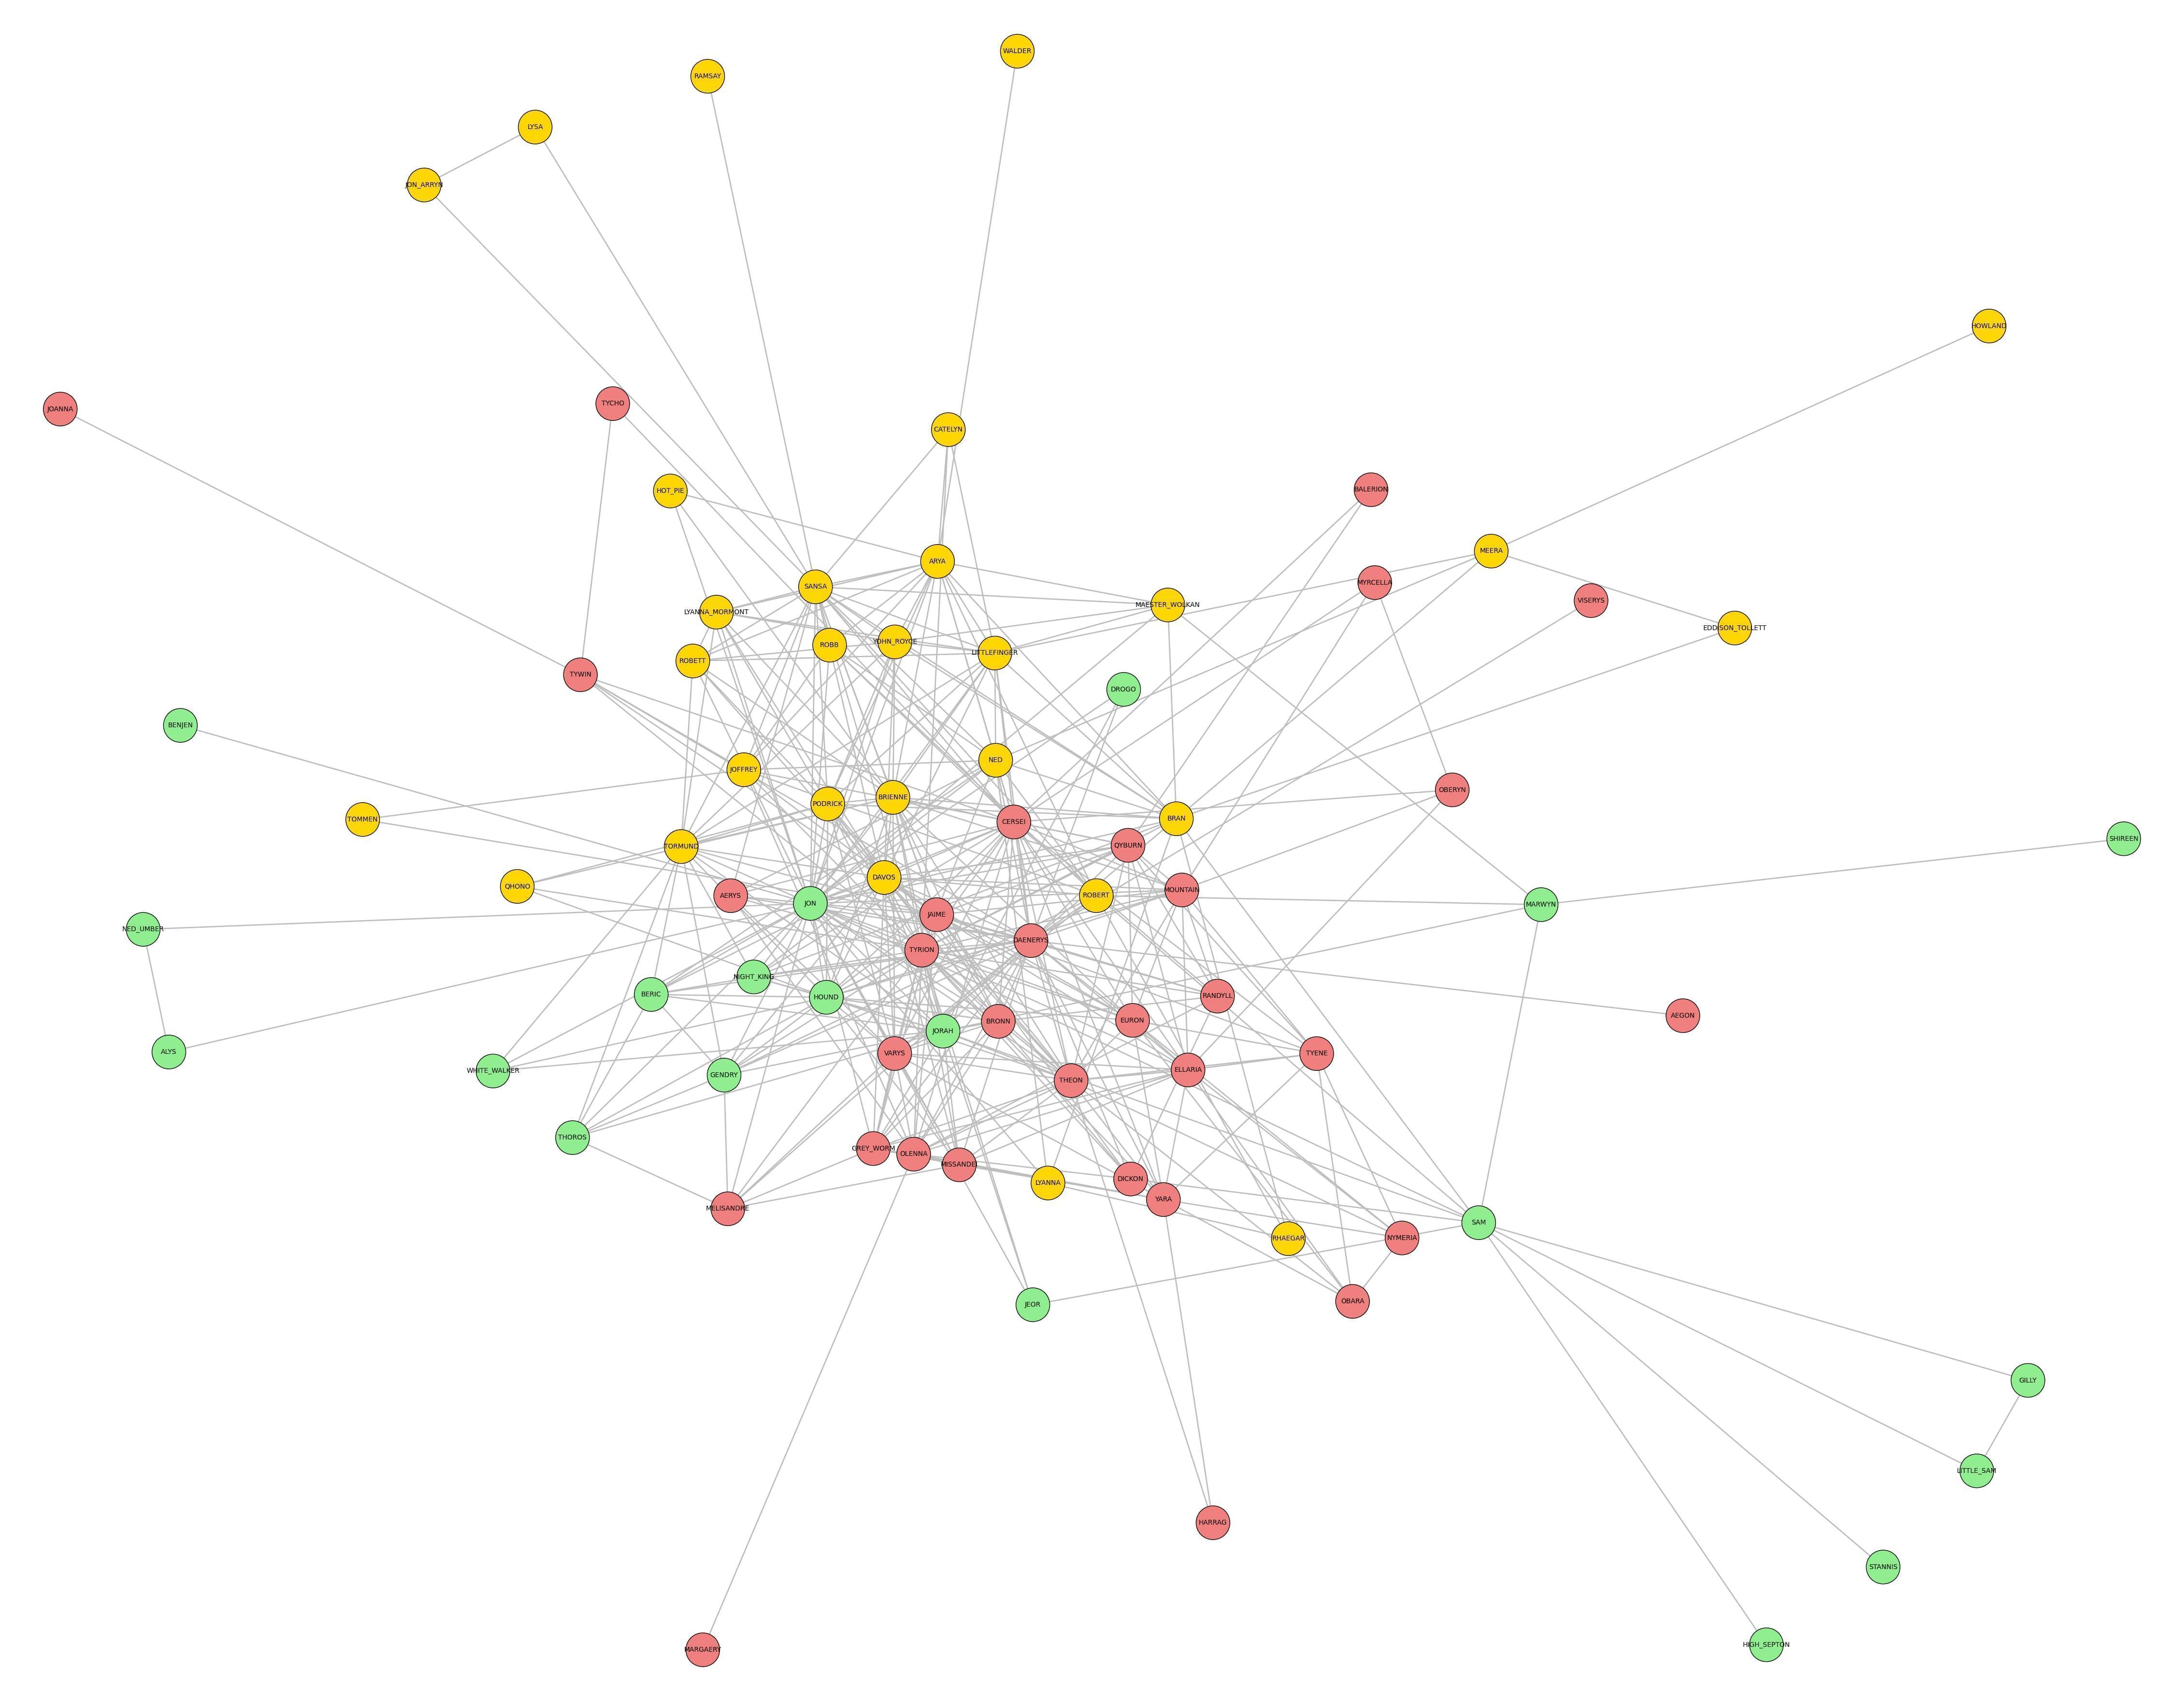 WALDER
RAMSAY
LYSA
JON_ARRYN
HOWLAND
TYCHO
JOANNA
CATELYN
BALERION
HOT_PIE
MEERA
ARYA
MYRCELLA
SANSA
VISERYS
MAESTER_WOLKAN
LYANNA_MORMONT
EDDISON_TOLLETT
YOHN_ROYCE
ROBB
LITTLEFINGER
ROBETT
TYWIN
DROGO
BENJEN
NED
JOFFREY
OBERYN
BRIENNE
PODRICK
BRAN
TOMMEN
CERSEI
SHIREEN
QYBURN
TORMUND
DAVOS
QHONO
MOUNTAIN
AERYS
ROBERT
JON
MARWYN
JAIME
NED_UMBER
DAENERYS
TYRION
NIGHT_KING
BERIC
RANDYLL
HOUND
AEGON
EURON
BRONN
JORAH
ALYS
VARYS
TYENE
ELLARIA
WHITE_WALKER
GENDRY
THEON
THOROS
GREY_WORM
OLENNA
MISSANDEI
DICKON
LYANNA
YARA
MELISANDRE
SAM
NYMERIA
RHAEGAR
OBARA
JEOR
GILLY
LITTLE_SAM
HARRAG
STANNIS
HIGH_SEPTON
MARGAERY